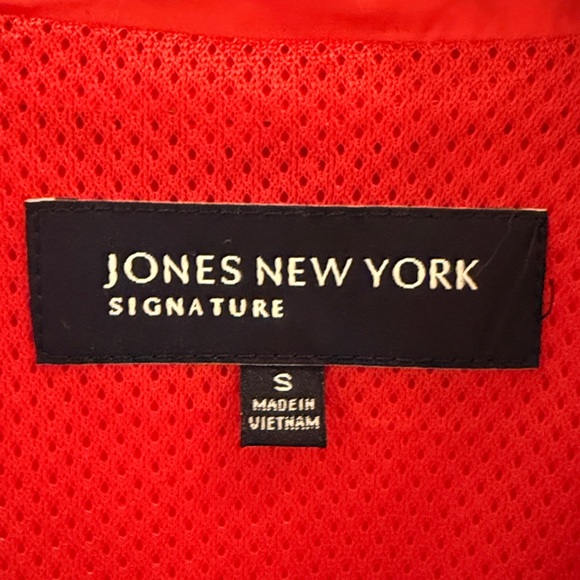 JONES NEW YORK
SIGNATURE
S
MADE IN
VIETNAM